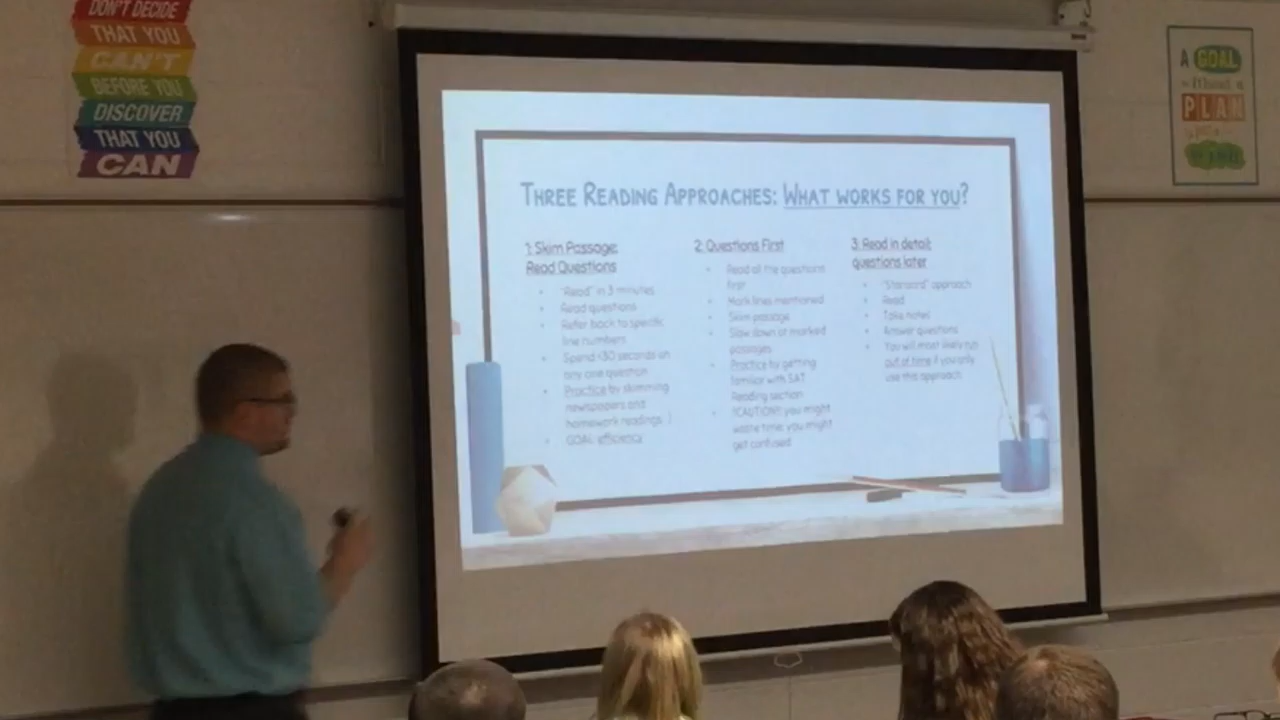 DON'T DECIDE
THAT YOU
CAN'T
BEFORE YOU
DISCOVER
THAT YOU
CAN
THREE READING APPROACHES: WHAT WORKS FOR YOU?
1: Skim Passage;
Read Questions
"Read" in 3 minutes
Read questions
Refer back to specific
line numbers
Spend <30 seconds on
any one question
Practice by skimming
newspapers and
homework readings :)
GOAL: efficiency
2: Questions First
Read all the questions
first
Mark lines mentioned
Skim passage
Slow down at marked
passages
Practice by getting
familiar with SAT
Reading section
!!CAUTION!! you might
waste time; you might
get confused
3. Read in detail;
questions later
"Standard" approach
Read
Take notes
Answer questions
You will most likely run
out of time if you only
use this approach
A GOAL
without a
PLAN